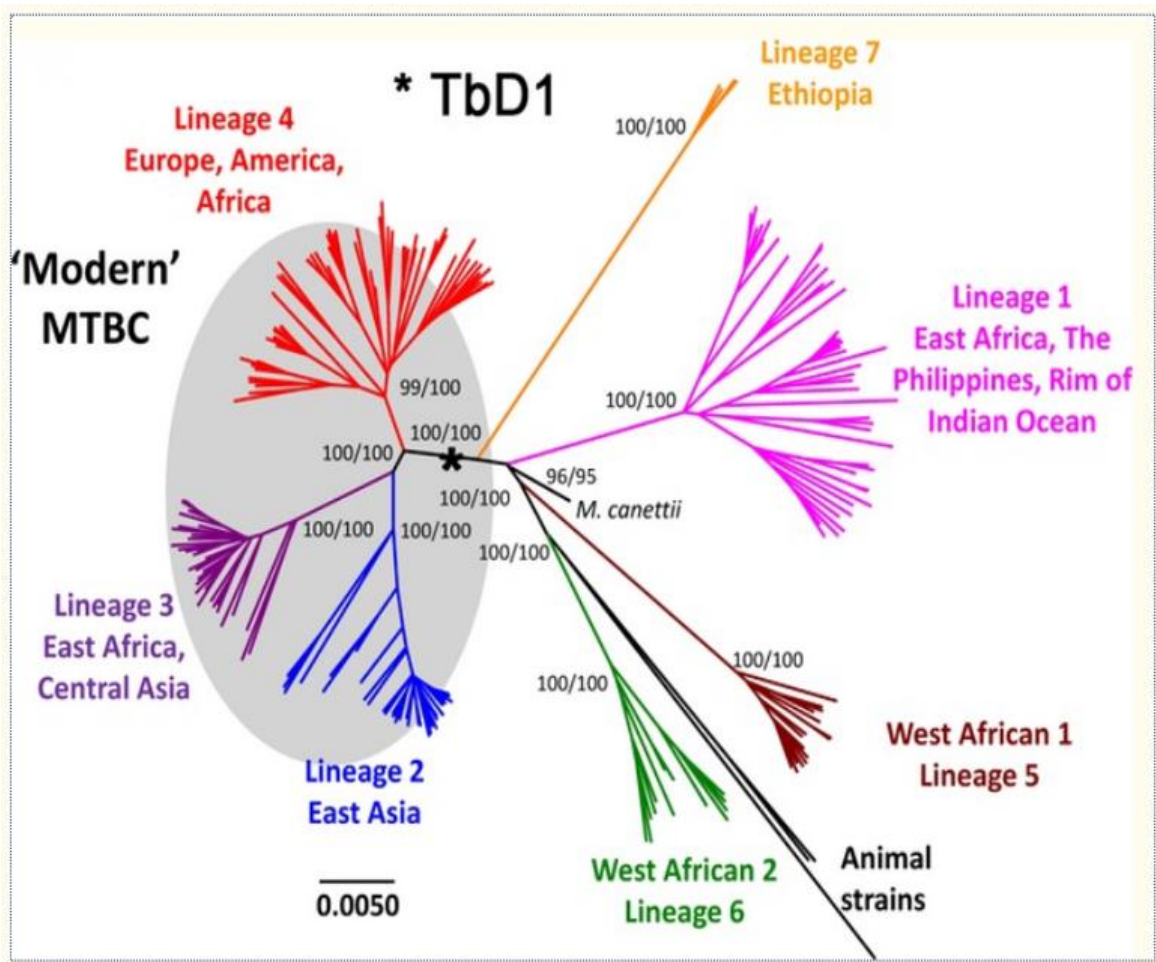 * TbD1
Lineage 7
Ethiopia
100/100
Lineage 4
Europe, America,
Africa
'Modern'
MTBC
Lineage 1
East Africa, The
Philippines, Rim of
Indian Ocean
99/100
100/100
100/100
100/100
*
96/95
100/100
M. canettii
100/100
100/100
100/100
Lineage 3
East Africa,
Central Asia
100/100
100/100
West African 1
Lineage 5
Lineage 2
East Asia
Animal
strains
West African 2
Lineage 6
0.0050